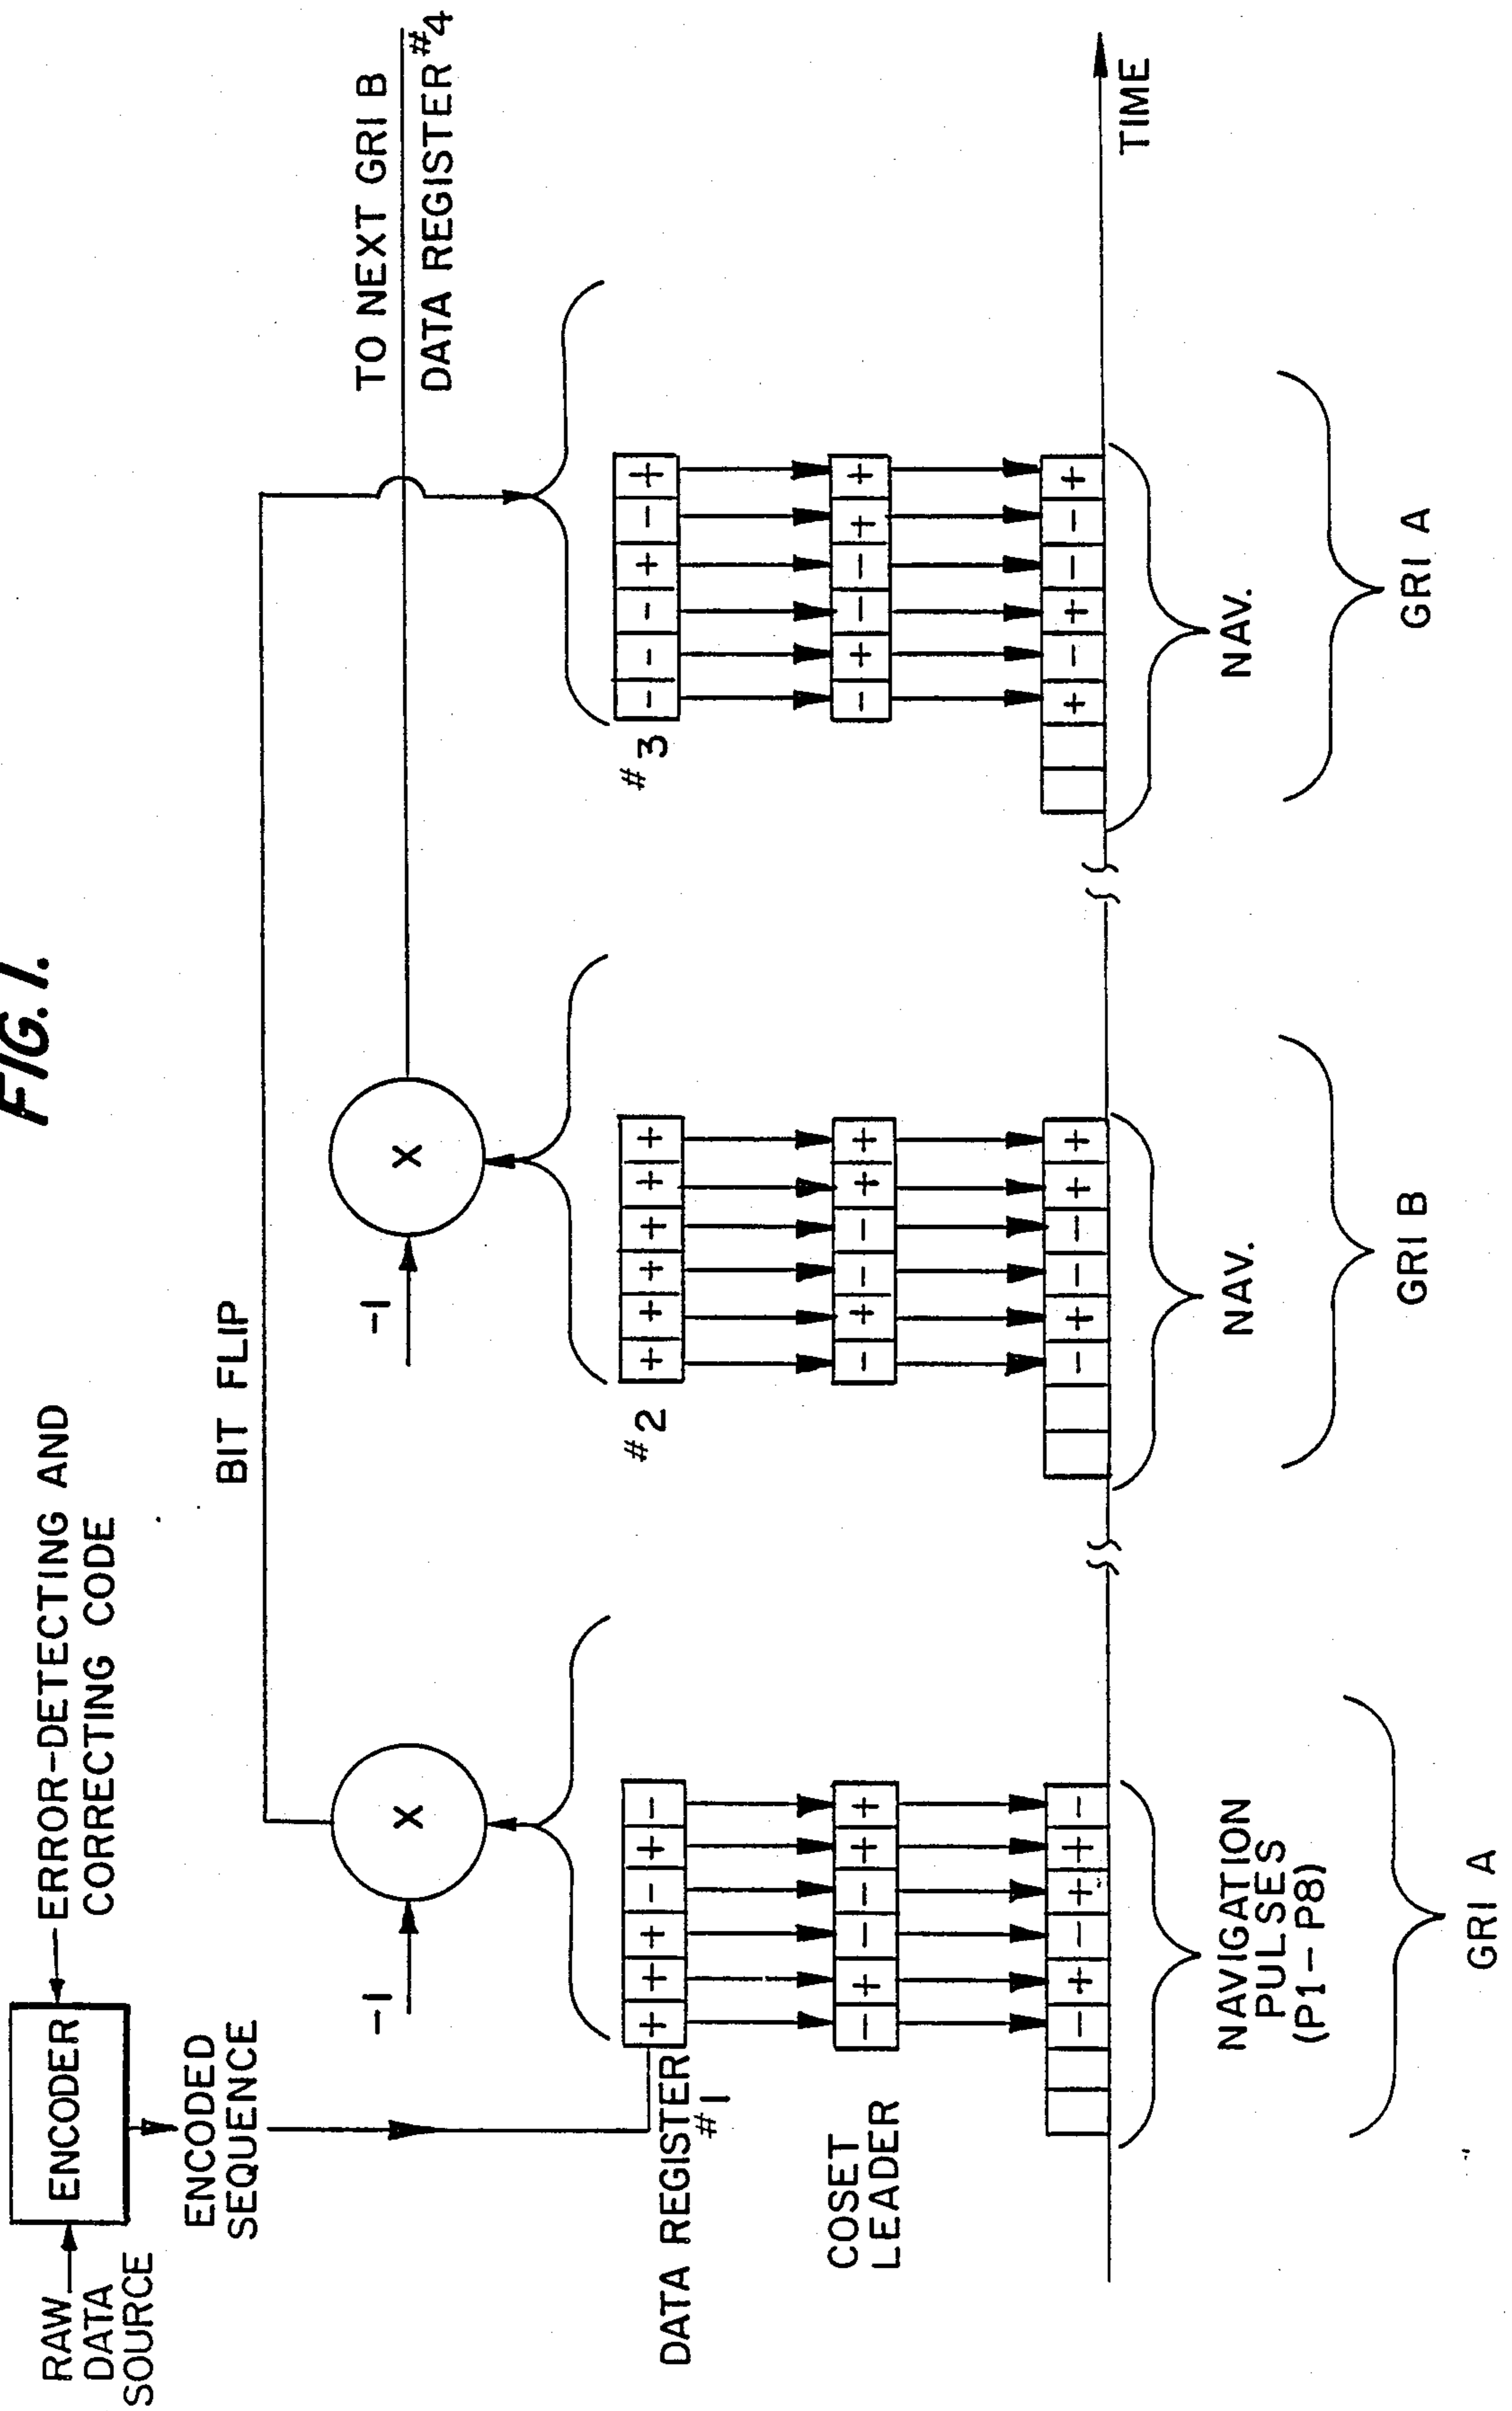 FIG. 1.
RAW
DATA
SOURCE
ENCODER
ERROR-DETECTING AND
CORRECTING CODE
ENCODED
SEQUENCE
BIT FLIP
TO NEXT GRI B
DATA REGISTER #4
-1
X
-1
X
DATA REGISTER
#1
+ + + - + -
#2
+ + + + + +
#3
- - - + - +
COSET
LEADER
- + - - + +
- + - - + +
- + - - + +
- + - + + -
- + - - + +
+ - + - - +
TIME
NAVIGATION
PULSES
(P1-P8)
NAV.
NAV.
GRI A
GRI B
GRI A